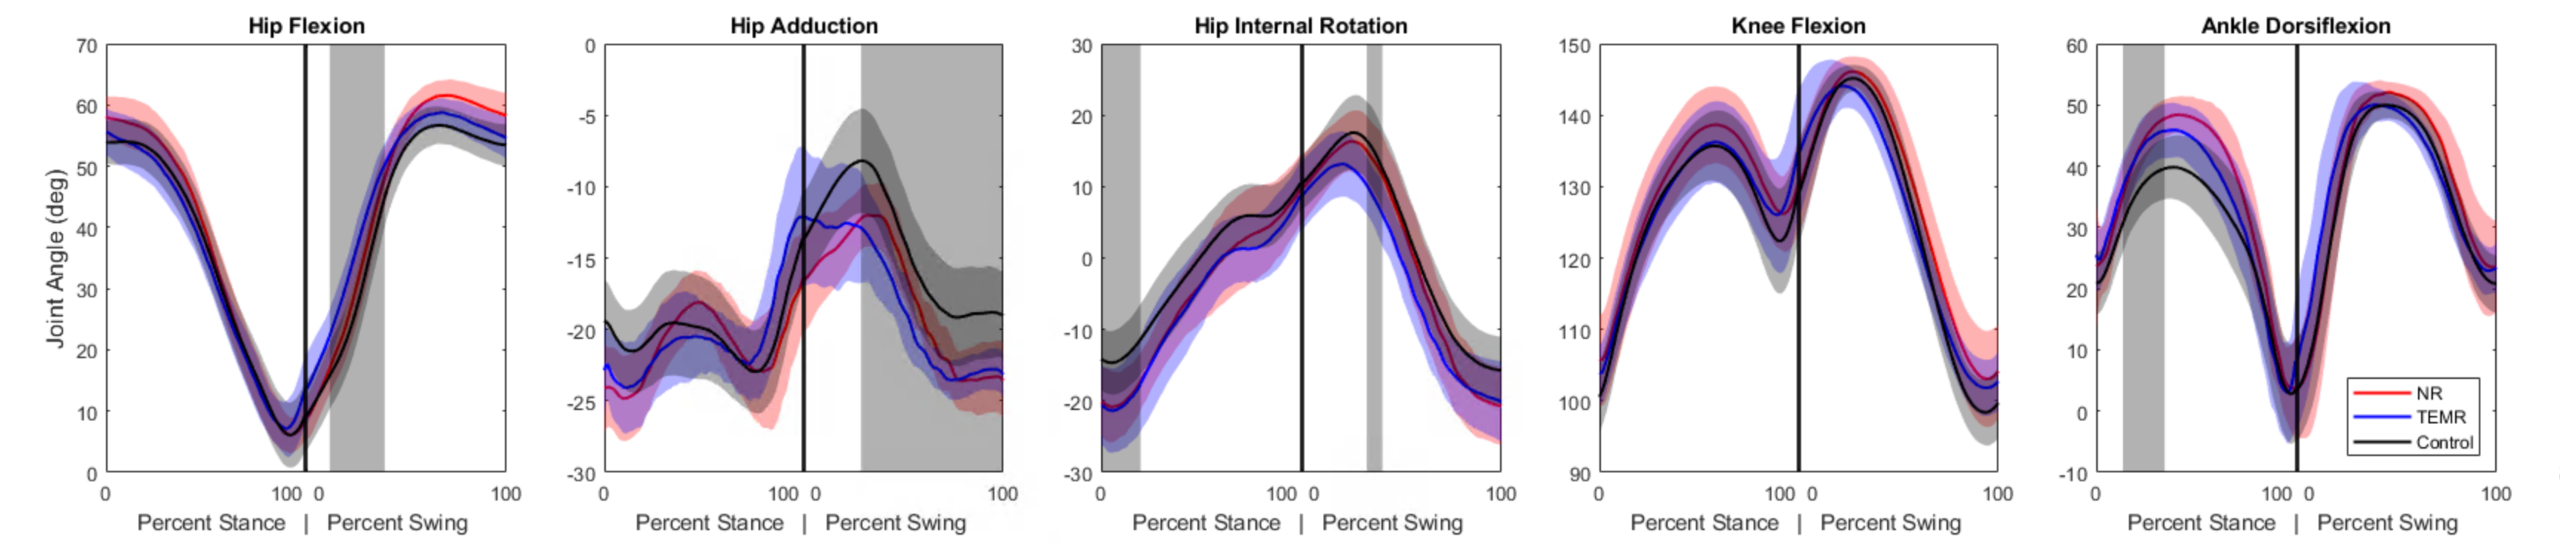 Hip Flexion
Hip Adduction
Hip Internal Rotation
Knee Flexion
Ankle Dorsiflexion
Joint Angle (deg)
70
60
50
40
30
20
10
0
0 100 0 100
Percent Stance | Percent Swing
0
-5
-10
-15
-20
-25
-30
0 100 0 100
Percent Stance | Percent Swing
30
20
10
0
-10
-20
-30
0 100 0 100
Percent Stance | Percent Swing
150
140
130
120
110
100
90
0 100 0 100
Percent Stance | Percent Swing
60
50
40
30
20
10
0
-10
0 100 0 100
Percent Stance | Percent Swing
NR
TEMR
Control